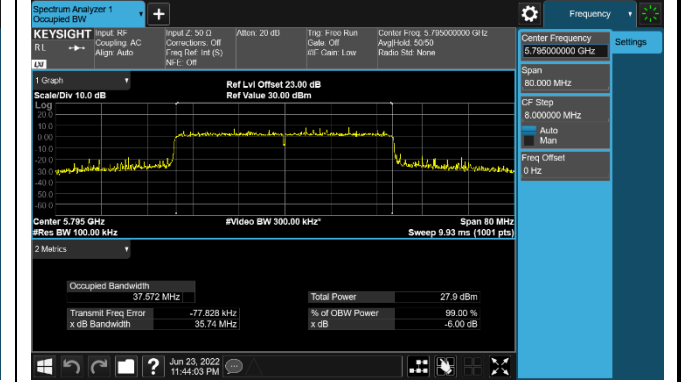 Spectrum Analyzer 1
Occupied BW
+
Frequency
KEYSIGHT
RL
LXI
Input: RF
Coupling: AC
Align: Auto
Input Z: 50 Ω
Corrections: Off
Freq Ref: Int (S)
NFE: Off
Atten: 20 dB
Trig: Free Run
Gate: Off
#IF Gain: Low
Center Freq: 5.795000000 GHz
Avg|Hold: 50/50
Radio Std: None
Center Frequency
5.795000000 GHz
Settings
Span
80.000 MHz
CF Step
8.000000 MHz
Auto
Man
Freq Offset
0 Hz
1 Graph
Scale/Div 10.0 dB
Ref Lvl Offset 23.00 dB
Ref Value 30.00 dBm
Log
20.0
10.0
0.00
-10.0
-20.0
-30.0
-40.0
-50.0
-60.0
Center 5.795 GHz
#Res BW 100.00 kHz
#Video BW 300.00 kHz*
Span 80 MHz
Sweep 9.93 ms (1001 pts)
2 Metrics
Occupied Bandwidth
37.572 MHz
Total Power 27.9 dBm
Transmit Freq Error -77.828 kHz
% of OBW Power 99.00 %
x dB Bandwidth 35.74 MHz
x dB -6.00 dB
?
Jun 23, 2022
11:44:03 PM